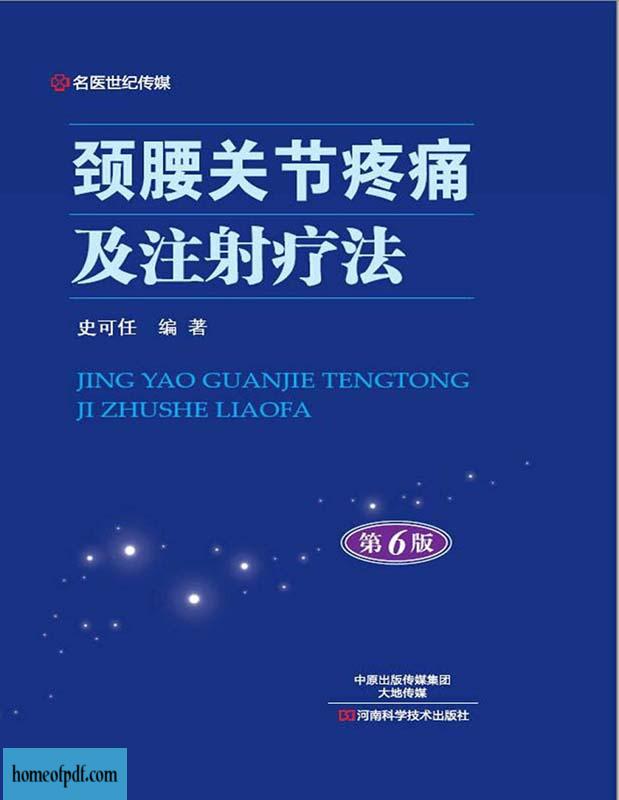 名医世纪传媒
颈腰关节疼痛
及注射疗法
史可任 编著
JING YAO GUANJIE TENGTONG
JI ZHUSHE LIAOFA
第6版
中原出版传媒集团
大地传媒
河南科学技术出版社
homeofpdf.com